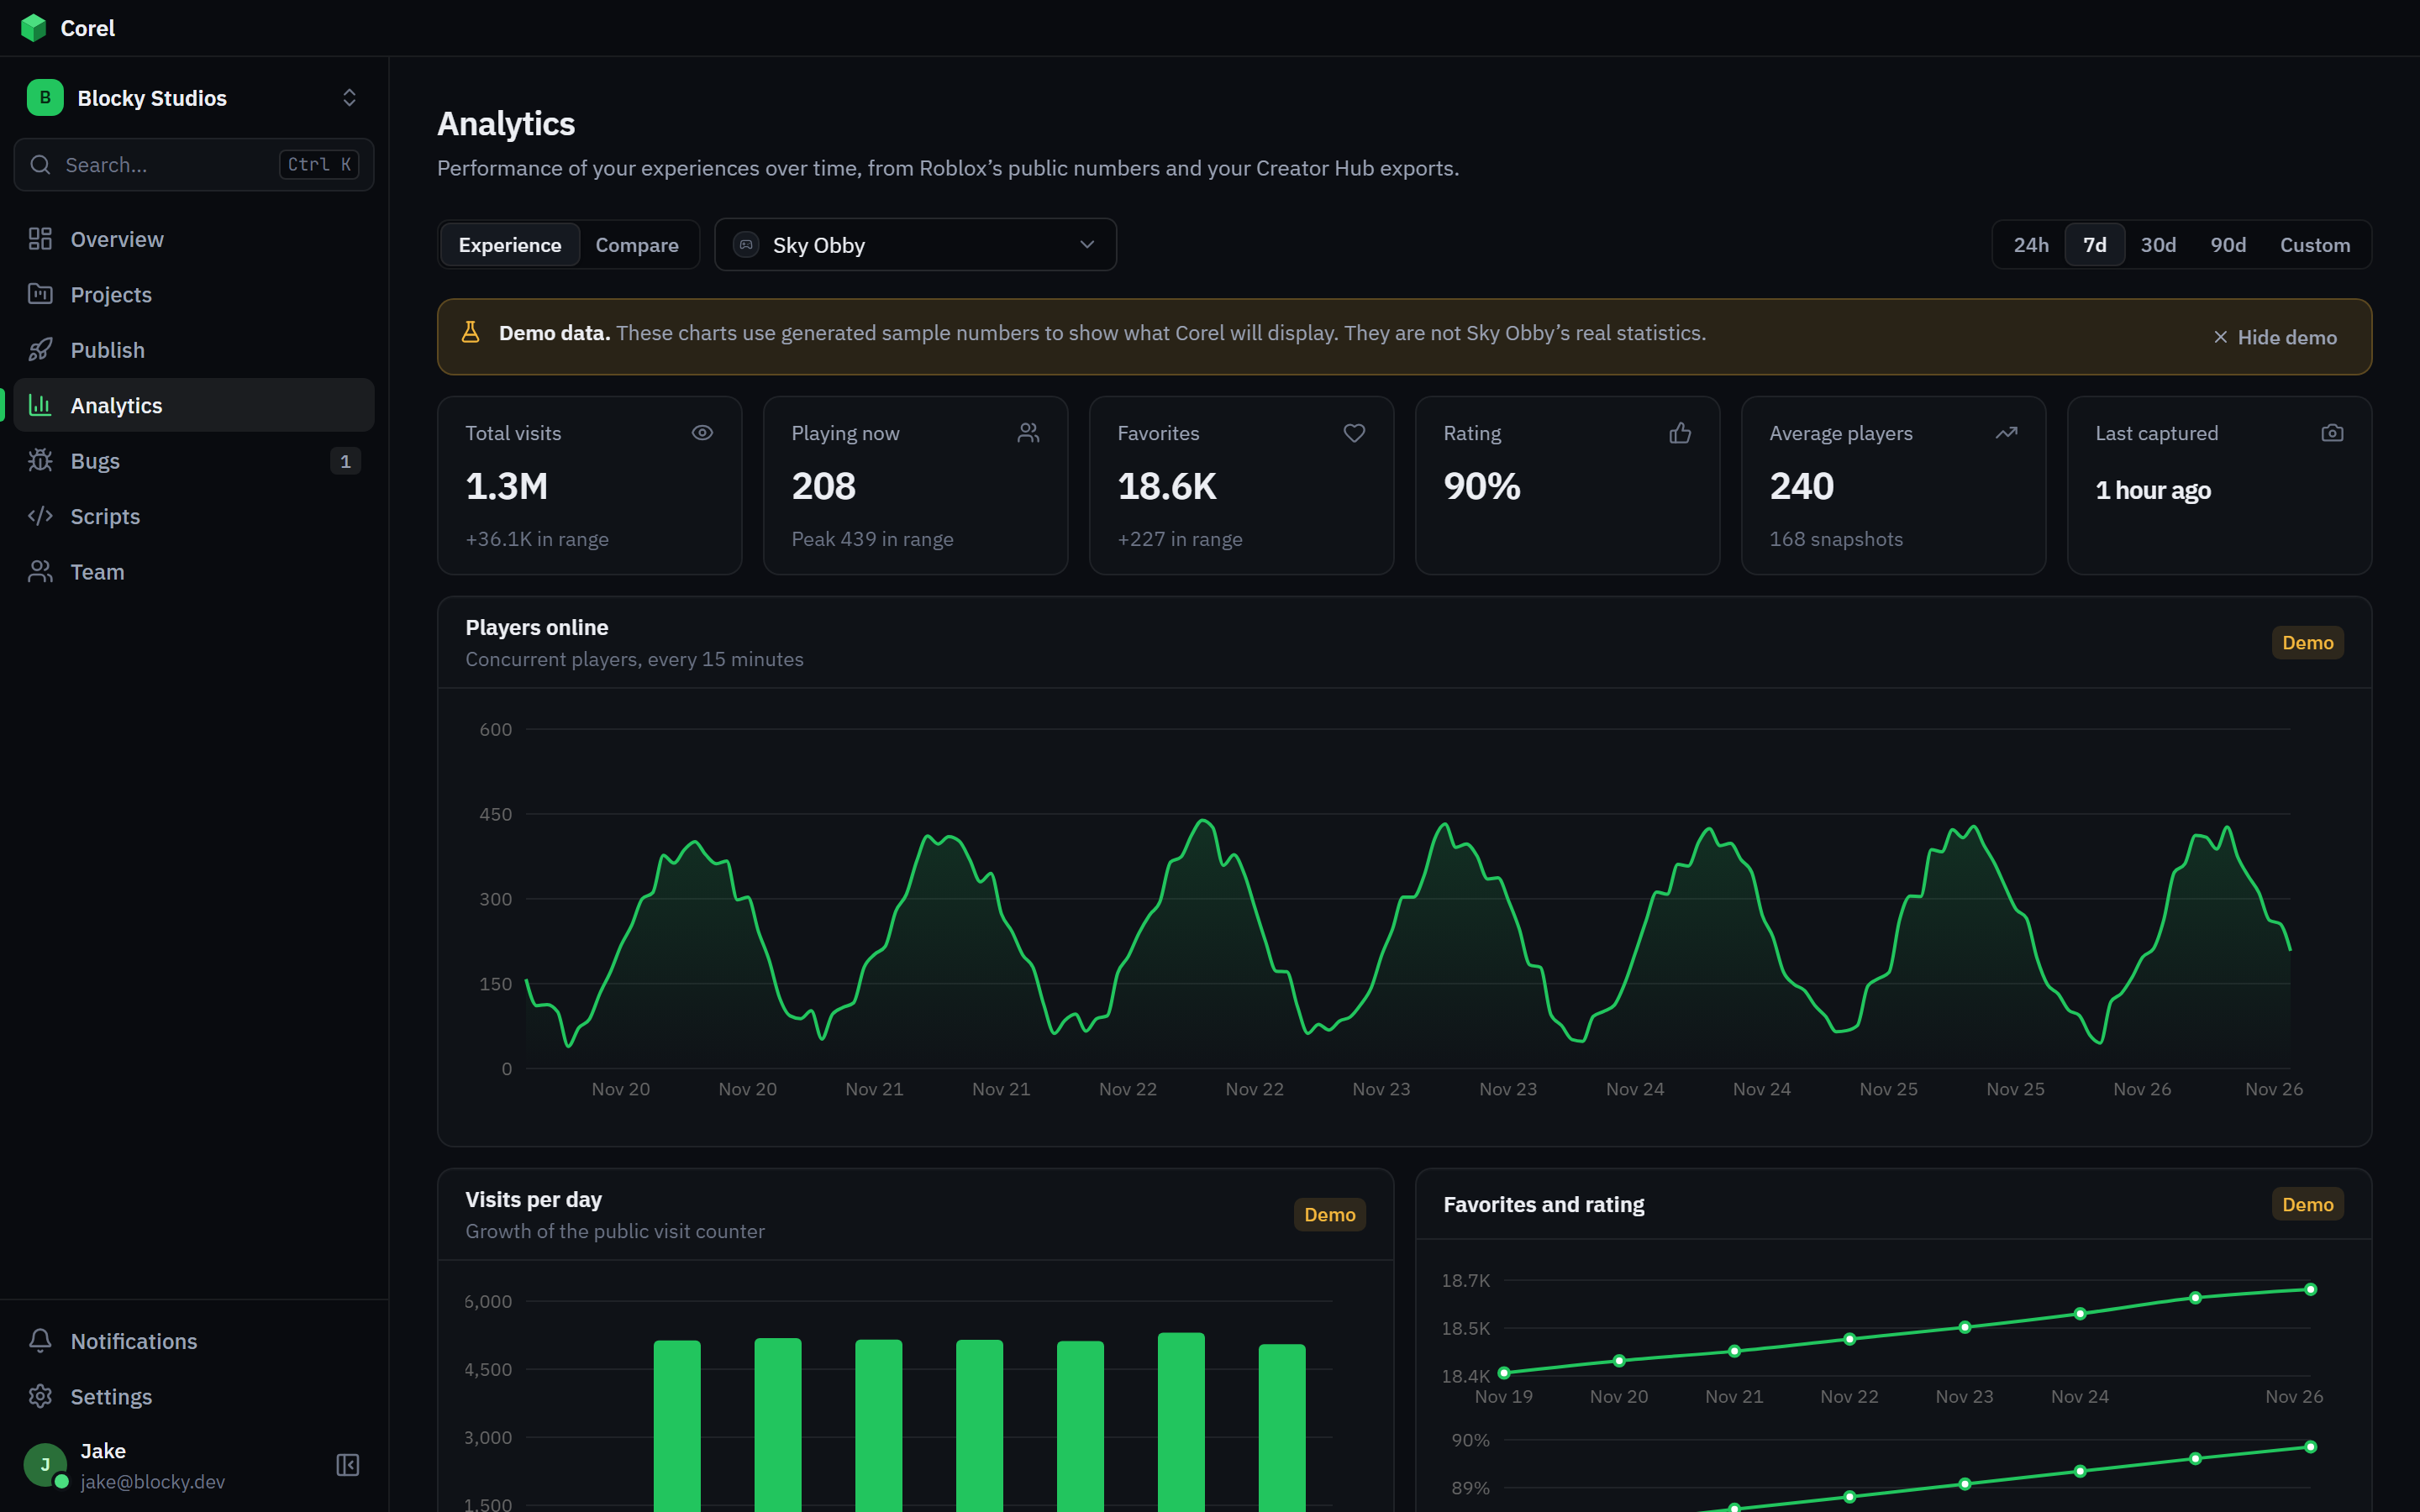 Corel
B Blocky Studios
Search... Ctrl K
Overview
Projects
Publish
Analytics
Bugs 1
Scripts
Team
Notifications
Settings
J Jake
jake@blocky.dev
Analytics
Performance of your experiences over time, from Roblox’s public numbers and your Creator Hub exports.
Experience Compare Sky Obby 24h 7d 30d 90d Custom
Demo data. These charts use generated sample numbers to show what Corel will display. They are not Sky Obby’s real statistics. Hide demo
Total visits
1.3M
+36.1K in range
Playing now
208
Peak 439 in range
Favorites
18.6K
+227 in range
Rating
90%
Average players
240
168 snapshots
Last captured
1 hour ago
Players online
Concurrent players, every 15 minutes
Demo
600
450
300
150
0
Nov 20 Nov 20 Nov 21 Nov 21 Nov 22 Nov 22 Nov 23 Nov 23 Nov 24 Nov 24 Nov 25 Nov 25 Nov 26 Nov 26
Visits per day
Growth of the public visit counter
Demo
6,000
4,500
3,000
1,500
Favorites and rating
Demo
18.7K
18.5K
18.4K
Nov 19 Nov 20 Nov 21 Nov 22 Nov 23 Nov 24 Nov 26
90%
89%